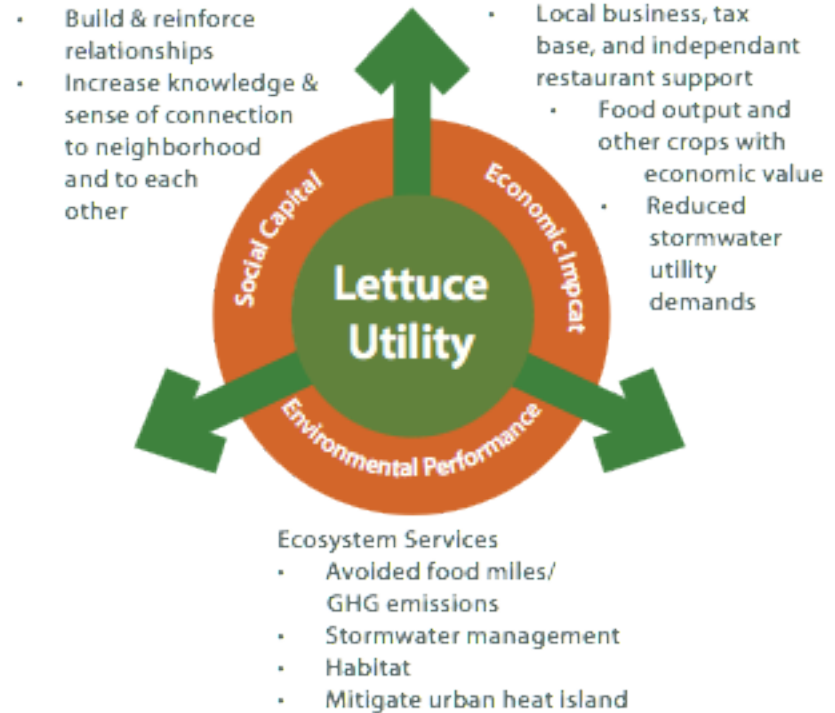 · Build & reinforce
relationships
· Increase knowledge &
sense of connection
to neighborhood
and to each
other
· Local business, tax
base, and independant
restaurant support
· Food output and
other crops with
economic value
· Reduced
stormwater
utility
demands
Social Capital
Economic Impcat
Lettuce
Utility
Environmental Performance
Ecosystem Services
· Avoided food miles/
GHG emissions
· Stormwater management
· Habitat
· Mitigate urban heat island